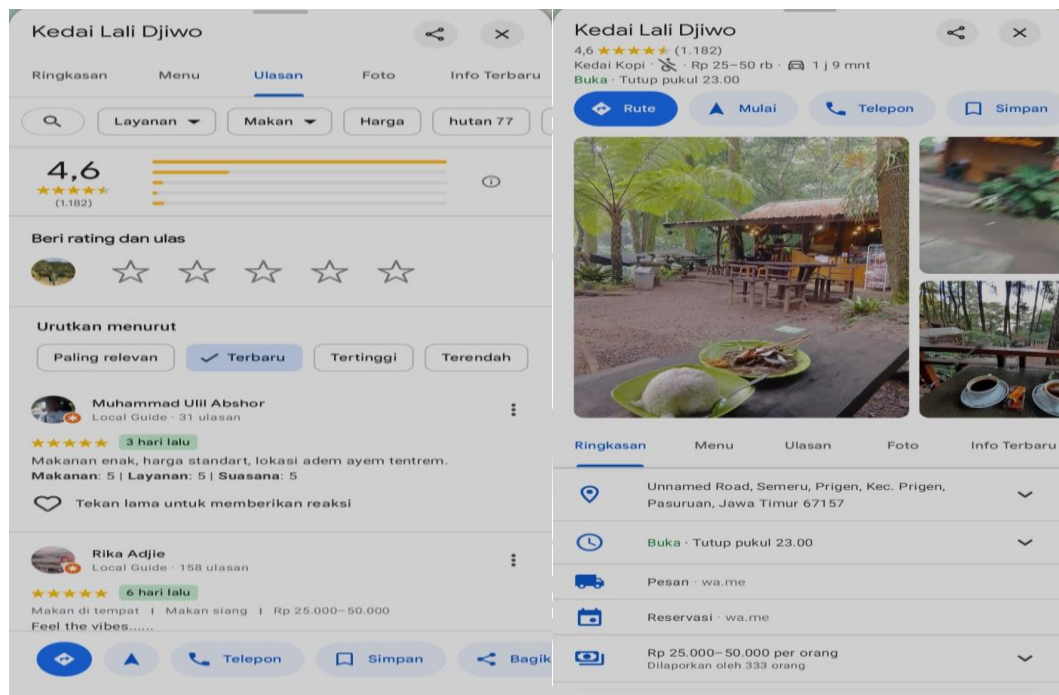 Kedai Lali Djiwo
Ringkasan Menu Ulasan Foto Info Terbaru
Layanan Makan Harga hutan 77
4,6
(1.182)
Beri rating dan ulas
Urutkan menurut
Paling relevan Terbaru Tertinggi Terendah
Muhammad Ulil Abshor
Local Guide · 31 ulasan
3 hari lalu
Makanan enak, harga standart, lokasi adem ayem tentrem.
Makanan: 5 | Layanan: 5 | Suasana: 5
Tekan lama untuk memberikan reaksi
Rika Adjie
Local Guide · 158 ulasan
6 hari lalu
Makan di tempat | Makan siang | Rp 25.000–50.000
Feel the vibes......
Telepon Simpan Bagik
Kedai Lali Djiwo
4,6 (1.182)
Kedai Kopi · Rp 25–50 rb · 1 j 9 mnt
Buka · Tutup pukul 23.00
Rute Mulai Telepon Simpan
Ringkasan Menu Ulasan Foto Info Terbaru
Unnamed Road, Semeru, Prigen, Kec. Prigen,
Pasuruan, Jawa Timur 67157
Buka · Tutup pukul 23.00
Pesan · wa.me
Reservasi · wa.me
Rp 25.000–50.000 per orang
Dilaporkan oleh 333 orang